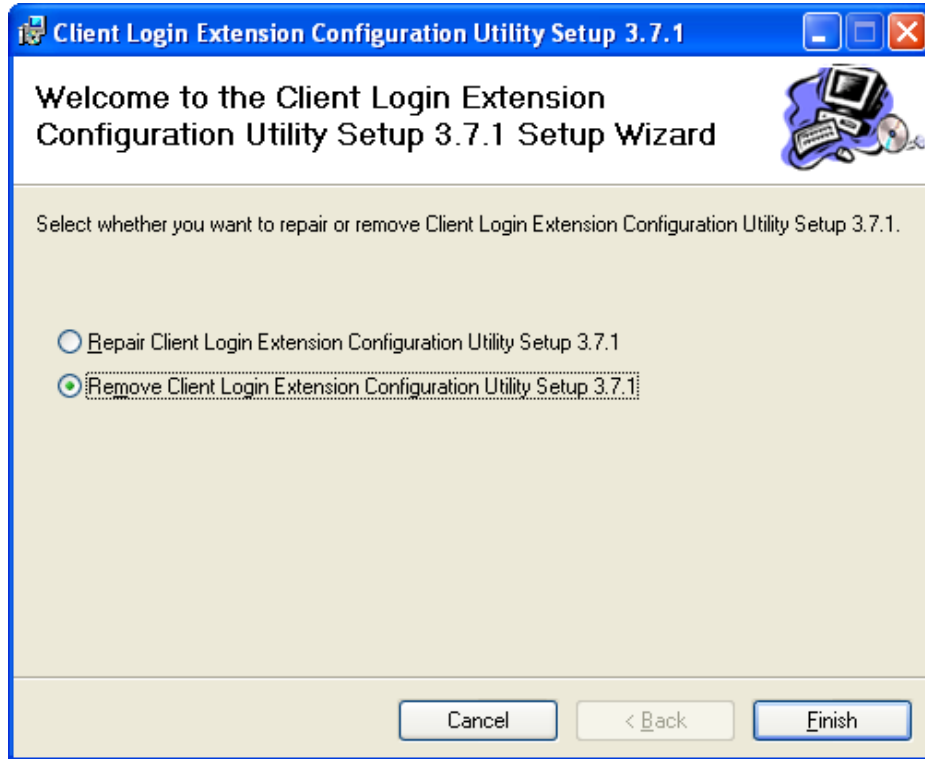 Client Login Extension Configuration Utility Setup 3.7.1
Welcome to the Client Login Extension
Configuration Utility Setup 3.7.1 Setup Wizard
Select whether you want to repair or remove Client Login Extension Configuration Utility Setup 3.7.1.
Repair Client Login Extension Configuration Utility Setup 3.7.1
Remove Client Login Extension Configuration Utility Setup 3.7.1
Cancel
< Back
Finish